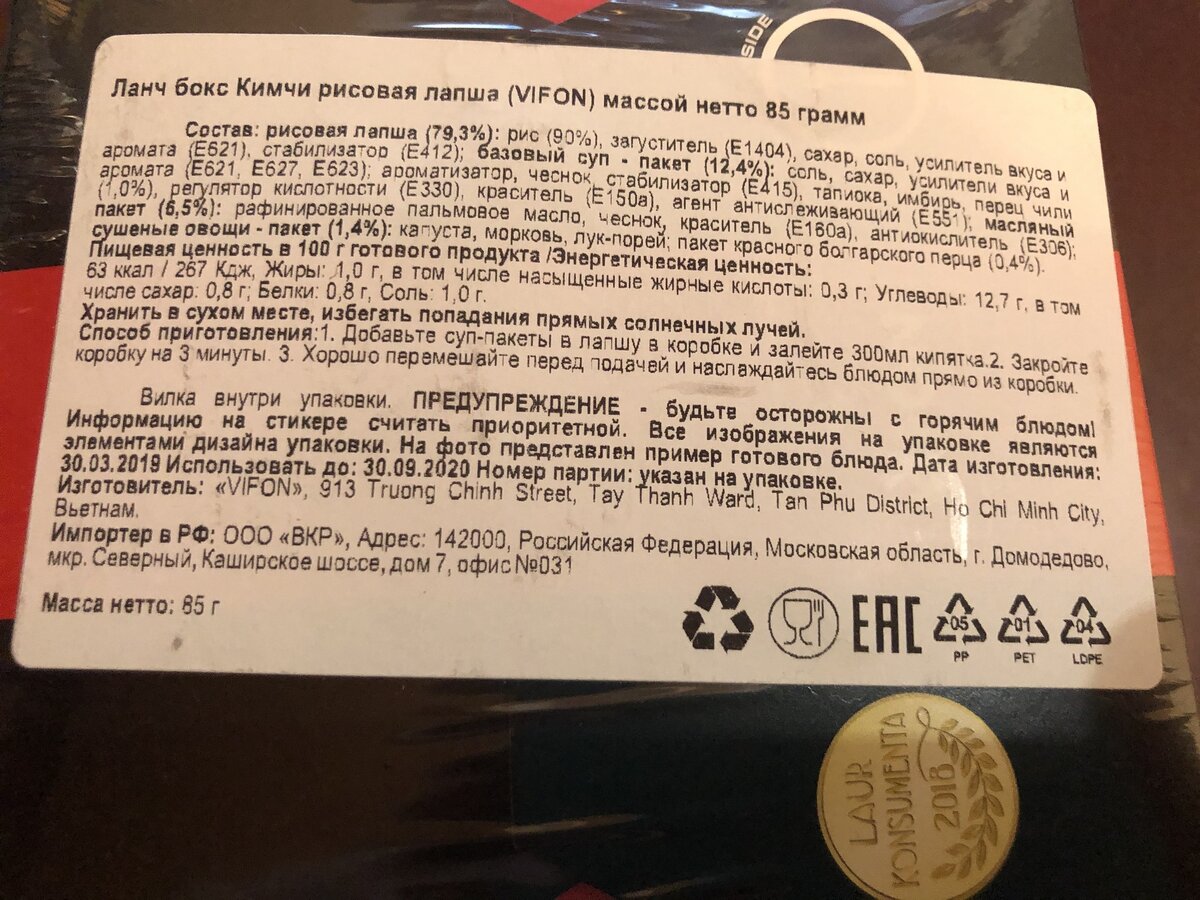 SIDE
Ланч бокс Кимчи рисовая лапша (VIFON) массой нетто 85 грамм
Состав: рисовая лапша (79,3%): рис (90%), загуститель (Е1404), сахар, соль, усилитель вкуса и
аромата (Е621), стабилизатор (Е412); базовый суп - пакет (12,4%): соль, сахар, усилители вкуса и
аромата (Е621, Е627, Е623); ароматизатор, чеснок, стабилизатор (Е415), тапиока, имбирь, перец чили
(1,0%), регулятор кислотности (Е330), краситель (Е150а), агент антислеживающий (Е551); масляный
пакет (6,5%): рафинированное пальмовое масло, чеснок, краситель (Е160а), антиокислитель (Е306);
сушеные овощи - пакет (1,4%): капуста, морковь, лук-порей; пакет красного болгарского перца (0,4%).
Пищевая ценность в 100 г готового продукта /Энергетическая ценность:
63 ккал / 267 Кдж, Жиры: 1,0 г, в том числе насыщенные жирные кислоты: 0,3 г; Углеводы: 12,7 г, в том
числе сахар: 0,8 г; Белки: 0,8 г, Соль: 1,0 г.
Хранить в сухом месте, избегать попадания прямых солнечных лучей.
Способ приготовления:1. Добавьте суп-пакеты в лапшу в коробке и залейте 300мл кипятка.2. Закройте
коробку на 3 минуты. 3. Хорошо перемешайте перед подачей и наслаждайтесь блюдом прямо из коробки.
Вилка внутри упаковки. ПРЕДУПРЕЖДЕНИЕ - будьте осторожны с горячим блюдом!
Информацию на стикере считать приоритетной. Все изображения на упаковке являются
элементами дизайна упаковки. На фото представлен пример готового блюда. Дата изготовления:
30.03.2019 Использовать до: 30.09.2020 Номер партии: указан на упаковке.
Изготовитель: «VIFON», 913 Truong Chinh Street, Tay Thanh Ward, Tan Phu District, Ho Chi Minh City,
Вьетнам.
Импортер в РФ: ООО «ВКР», Адрес: 142000, Российская Федерация, Московская область, г. Домодедово,
мкр. Северный, Каширское шоссе, дом 7, офис №031
Масса нетто: 85 г
EAC
05
PP
01
PET
04
LDPE
LAUR
KONSUMENTA
2018